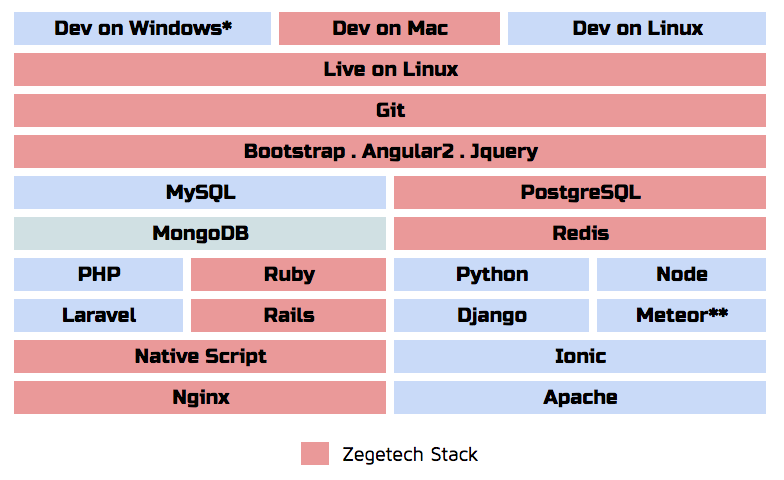 Dev on Windows* Dev on Mac Dev on Linux
Live on Linux
Git
Bootstrap . Angular2 . Jquery
MySQL PostgreSQL
MongoDB Redis
PHP Ruby Python Node
Laravel Rails Django Meteor**
Native Script Ionic
Nginx Apache
Zegetech Stack